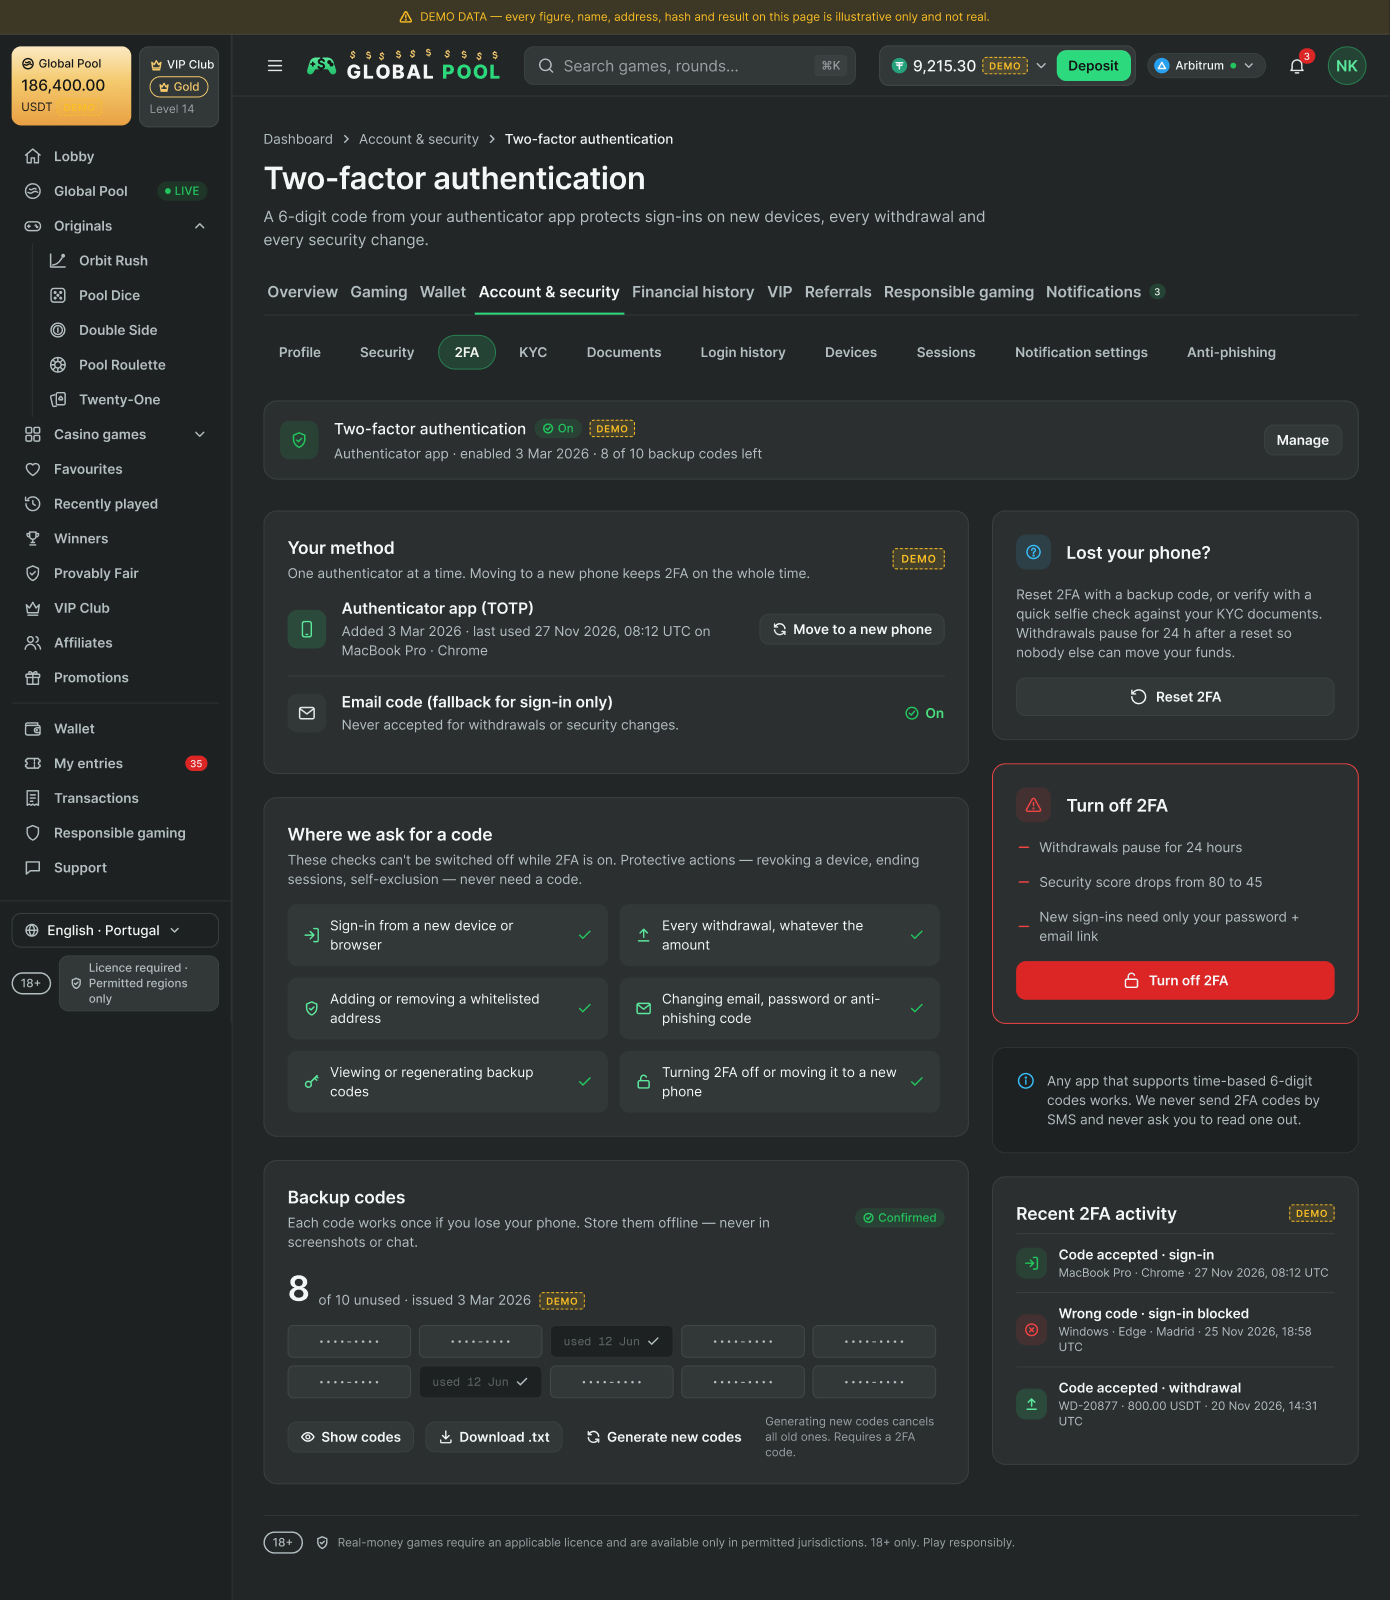 DEMO DATA — every figure, name, address, hash and result on this page is illustrative only and not real.
Global Pool
186,400.00
USDT DEMO
VIP Club
Gold
Level 14
GLOBAL POOL
Search games, rounds...
⌘K
9,215.30 DEMO
Deposit
Arbitrum
3
NK
Lobby
Global Pool LIVE
Originals
Orbit Rush
Pool Dice
Double Side
Pool Roulette
Twenty-One
Casino games
Favourites
Recently played
Winners
Provably Fair
VIP Club
Affiliates
Promotions
Wallet
My entries 35
Transactions
Responsible gaming
Support
English · Portugal
18+
Licence required ·
Permitted regions
only
Dashboard > Account & security > Two-factor authentication
Two-factor authentication
A 6-digit code from your authenticator app protects sign-ins on new devices, every withdrawal and
every security change.
Overview Gaming Wallet Account & security Financial history VIP Referrals Responsible gaming Notifications 3
Profile Security 2FA KYC Documents Login history Devices Sessions Notification settings Anti-phishing
Two-factor authentication On DEMO
Authenticator app · enabled 3 Mar 2026 · 8 of 10 backup codes left
Manage
Your method
One authenticator at a time. Moving to a new phone keeps 2FA on the whole time.
DEMO
Authenticator app (TOTP)
Added 3 Mar 2026 · last used 27 Nov 2026, 08:12 UTC on
MacBook Pro · Chrome
Move to a new phone
Email code (fallback for sign-in only)
Never accepted for withdrawals or security changes.
On
Where we ask for a code
These checks can't be switched off while 2FA is on. Protective actions — revoking a device, ending
sessions, self-exclusion — never need a code.
Sign-in from a new device or
browser
Every withdrawal, whatever the
amount
Adding or removing a whitelisted
address
Changing email, password or anti-
phishing code
Viewing or regenerating backup
codes
Turning 2FA off or moving it to a new
phone
Backup codes
Each code works once if you lose your phone. Store them offline — never in
screenshots or chat.
Confirmed
8 of 10 unused · issued 3 Mar 2026 DEMO
••••-•••• ••••-•••• used 12 Jun ••••-•••• ••••-••••
••••-•••• used 12 Jun ••••-•••• ••••-•••• ••••-••••
Show codes
Download .txt
Generate new codes
Generating new codes cancels
all old ones. Requires a 2FA
code.
Lost your phone?
Reset 2FA with a backup code, or verify with a
quick selfie check against your KYC documents.
Withdrawals pause for 24 h after a reset so
nobody else can move your funds.
Reset 2FA
Turn off 2FA
— Withdrawals pause for 24 hours
— Security score drops from 80 to 45
— New sign-ins need only your password +
email link
Turn off 2FA
Any app that supports time-based 6-digit
codes works. We never send 2FA codes by
SMS and never ask you to read one out.
Recent 2FA activity DEMO
Code accepted · sign-in
MacBook Pro · Chrome · 27 Nov 2026, 08:12 UTC
Wrong code · sign-in blocked
Windows · Edge · Madrid · 25 Nov 2026, 18:58
UTC
Code accepted · withdrawal
WD-20877 · 800.00 USDT · 20 Nov 2026, 14:31
UTC
18+ Real-money games require an applicable licence and are available only in permitted jurisdictions. 18+ only. Play responsibly.